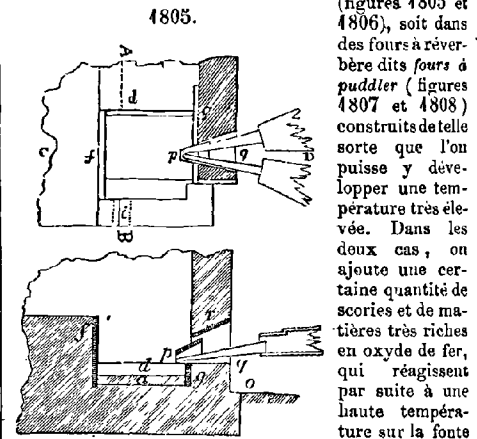 1805.
(figures 1805 et
1806), soit dans
des fours à réver-
bère dits fours à
puddler ( figures
1807 et 1808)
construits de telle
sorte que l'on
puisse y déve-
lopper une tem-
pérature très éle-
vée. Dans les
deux cas, on
ajoute une cer-
taine quantité de
scories et de ma-
tières très riches
en oxyde de fer,
qui réagissent
par suite à une
haute tempéra-
ture sur la fonte
A
d
c
f
p
q
i
B
f
r
p
d
a
g
q
o